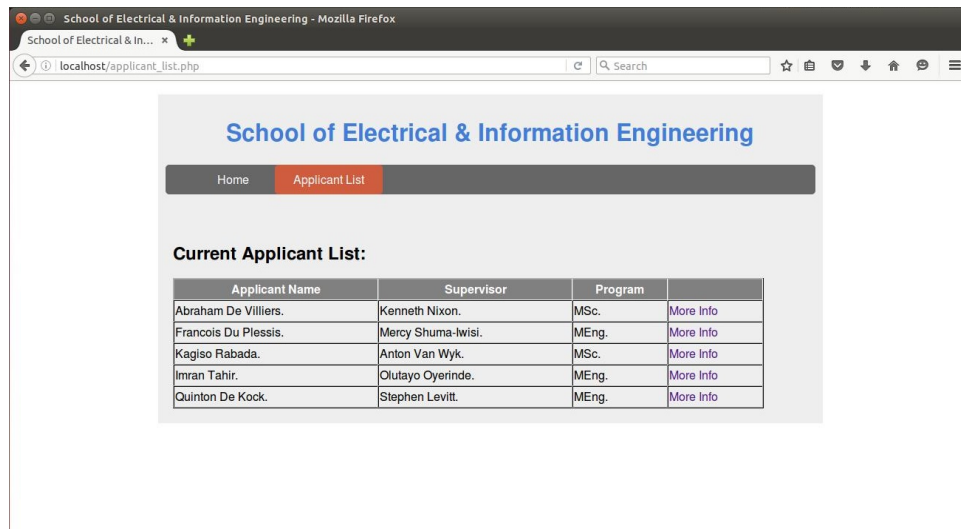 School of Electrical & Information Engineering - Mozilla Firefox
School of Electrical & In... ×
localhost/applicant_list.php Search
School of Electrical & Information Engineering
Home Applicant List
Current Applicant List:
Applicant Name Supervisor Program
Abraham De Villiers. Kenneth Nixon. MSc. More Info
Francois Du Plessis. Mercy Shuma-Iwisi. MEng. More Info
Kagiso Rabada. Anton Van Wyk. MSc. More Info
Imran Tahir. Olutayo Oyerinde. MEng. More Info
Quinton De Kock. Stephen Levitt. MEng. More Info